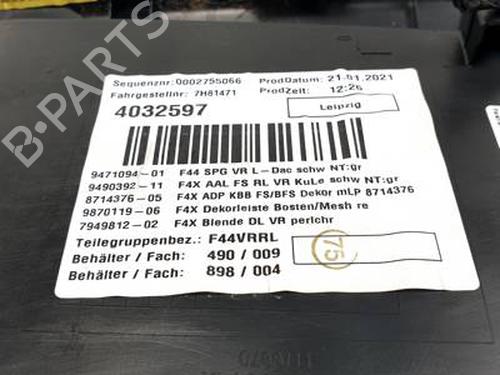 Sequenznr.:0002755066 ProdDatum: 21.01.2021
Fahrgestellnr: 7H81471 ProdZeit: 12:26
4032597 Leipzig
9471094-01 F44 SPG VR L-Dac schw NT:gr
9490392-11 F4X AAL FS RL VR KuLe schw NT:gr
8714376-05 F4X ADP KBB FS/BFS Dekor mLP 8714376
9870119-06 F4X Dekorleiste Bosten/Mesh re
7949812-02 F4X Blende DL VR perlchr
Teilegruppenbez.: F44VRRL
Behälter / Fach: 490 / 009
Behälter / Fach: 898 / 004
75
B-PARTS